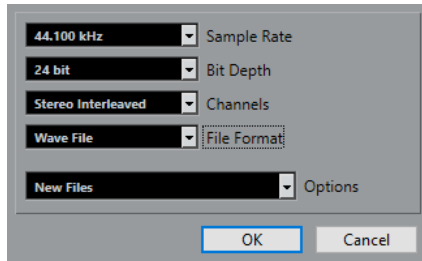 44.100 kHz Sample Rate
24 bit Bit Depth
Stereo Interleaved Channels
Wave File File Format
New Files Options
OK Cancel